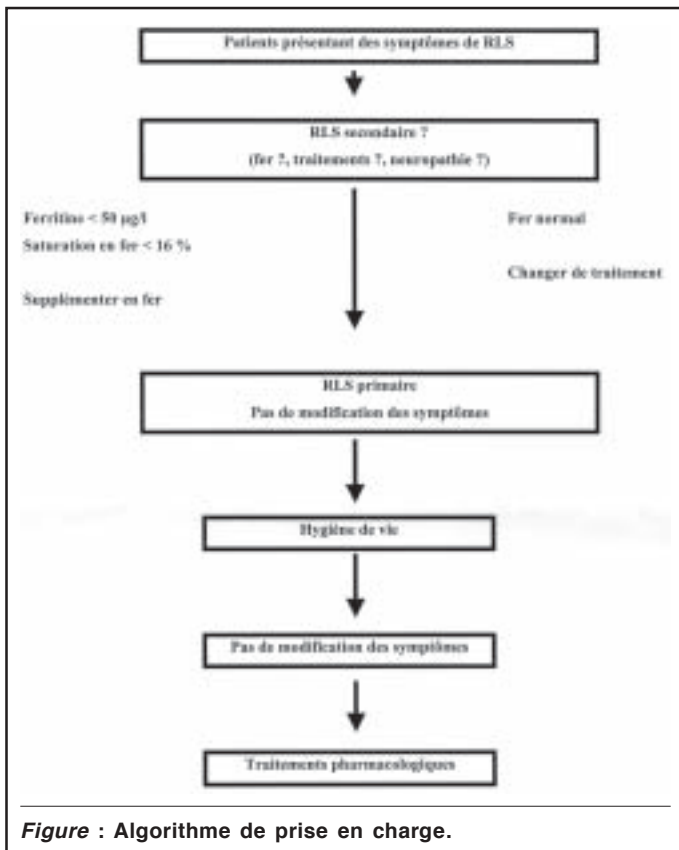 Patients présentant des symptômes de RLS
RLS secondaire ?
(fer ?, traitements ?, neuropathie ?)
Ferritine < 50 µg/l
Saturation en fer < 16 %
Supplémenter en fer
Fer normal
Changer de traitement
RLS primaire
Pas de modification des symptômes
Hygiène de vie
Pas de modification des symptômes
Traitements pharmacologiques
Figure : Algorithme de prise en charge.